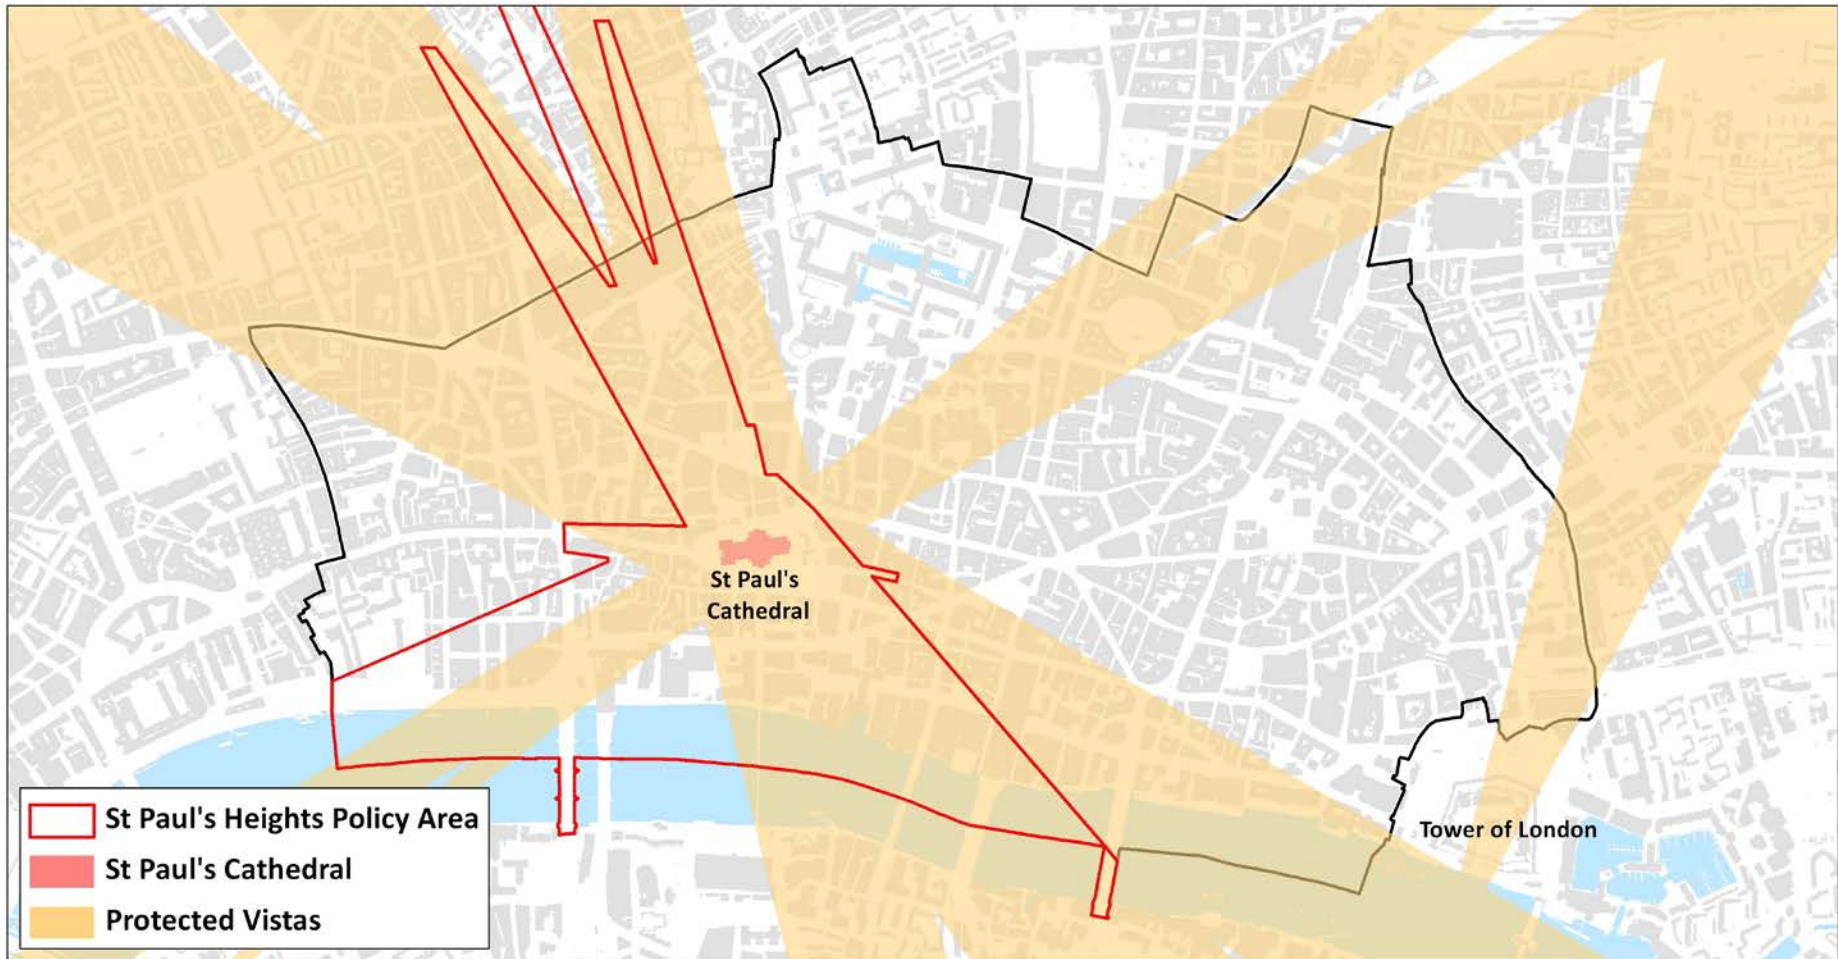 St Paul's
Cathedral
Tower of London
St Paul's Heights Policy Area
St Paul's Cathedral
Protected Vistas